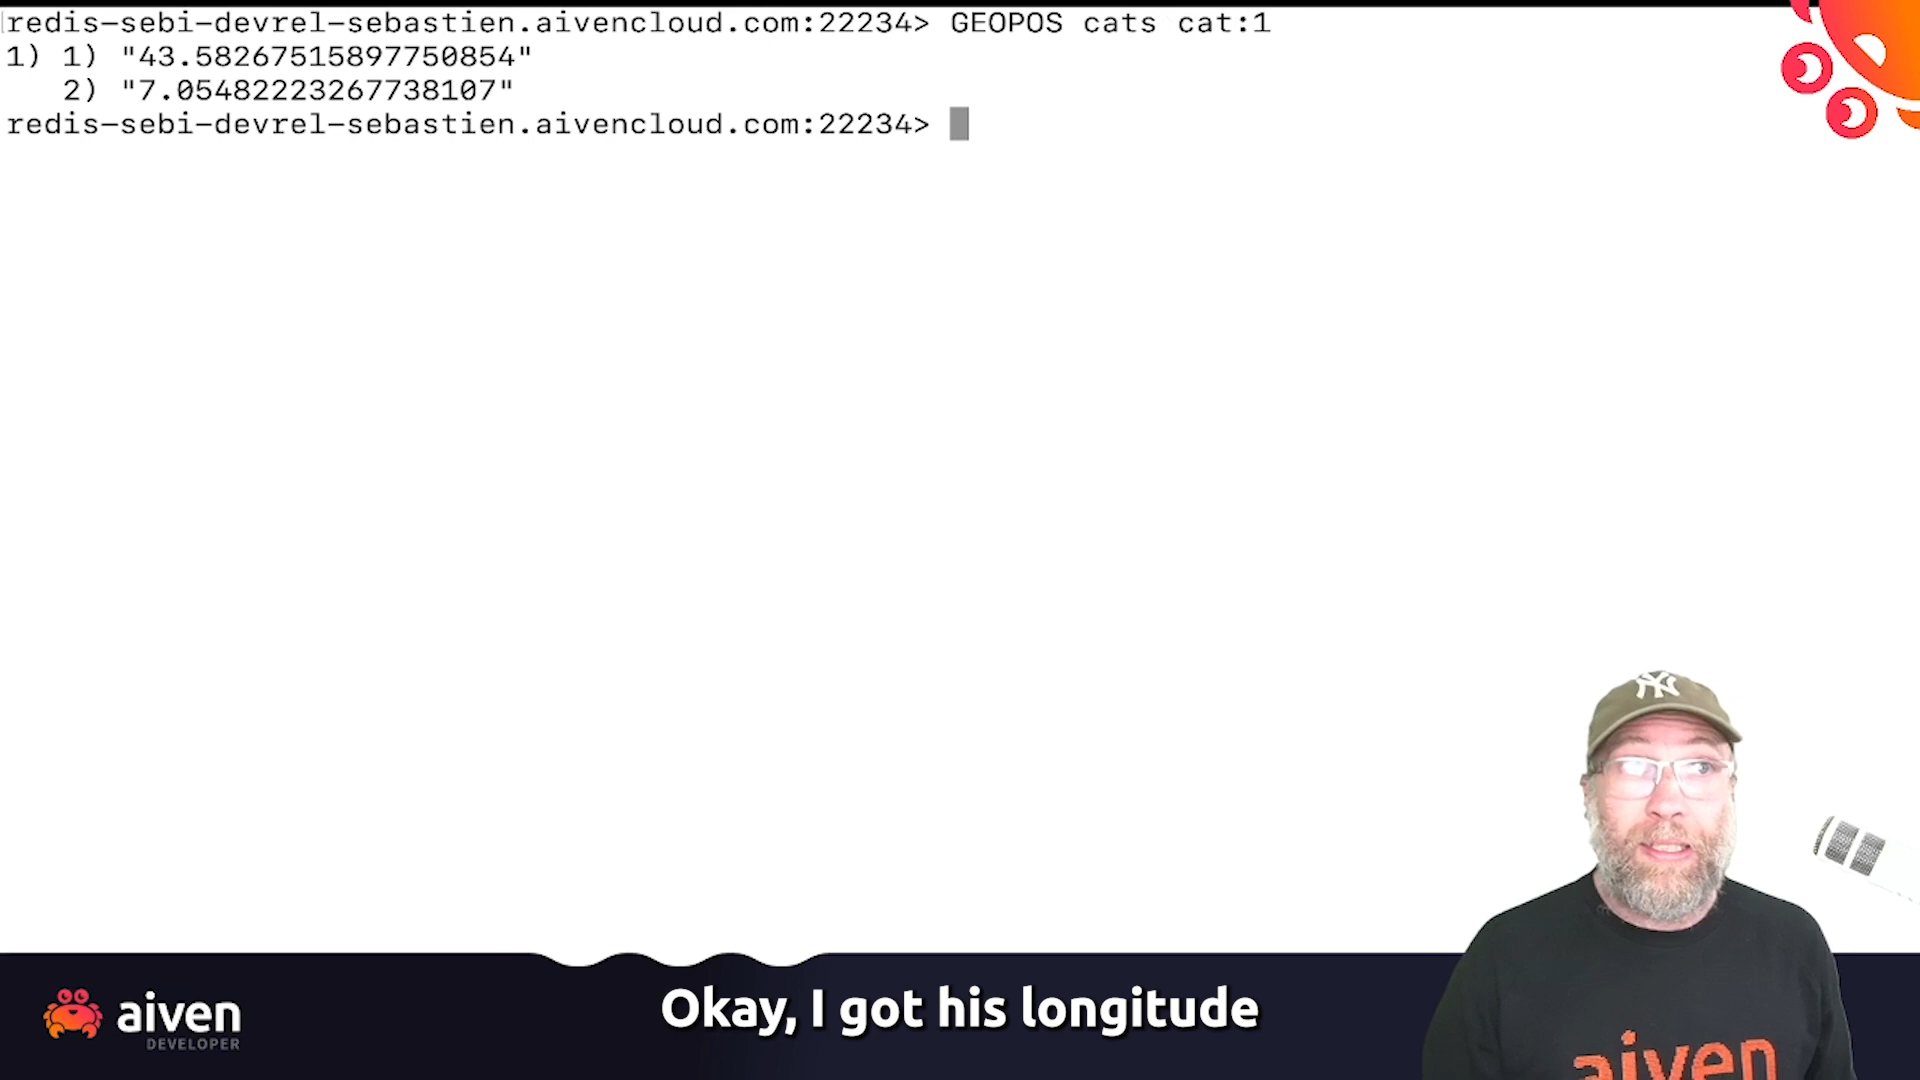 redis-sebi-devrel-sebastien.aivencloud.com:22234> GEOPOS cats cat:1
1) 1) "43.58267515897750854"
   2) "7.05482223267738107"
redis-sebi-devrel-sebastien.aivencloud.com:22234>
NY
aiven
aiven
DEVELOPER
Okay, I got his longitude